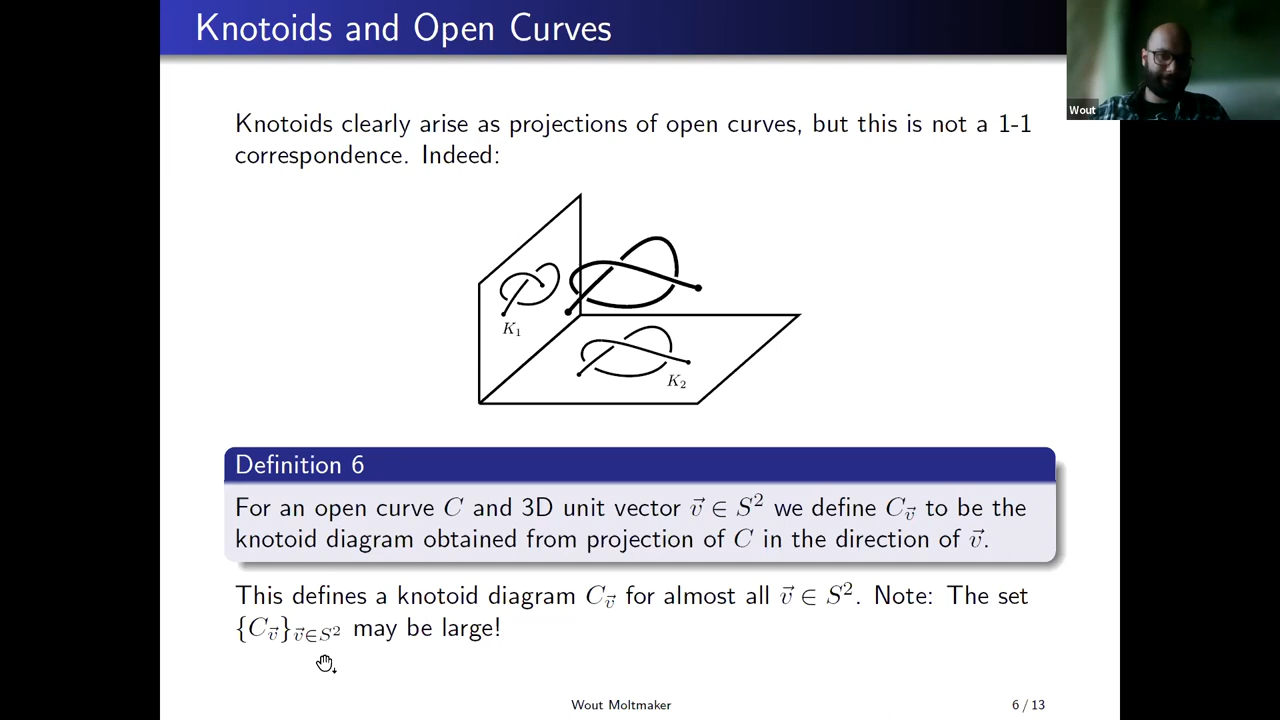 Knotoids and Open Curves
Wout
Knotoids clearly arise as projections of open curves, but this is not a 1-1
correspondence. Indeed:
K₁
K₂
Definition 6
For an open curve C and 3D unit vector v⃗ ∈ S² we define C_v⃗ to be the
knotoid diagram obtained from projection of C in the direction of v⃗.
This defines a knotoid diagram C_v⃗ for almost all v⃗ ∈ S². Note: The set
{C_v⃗}_v⃗∈S² may be large!
Wout Moltmaker
6 / 13